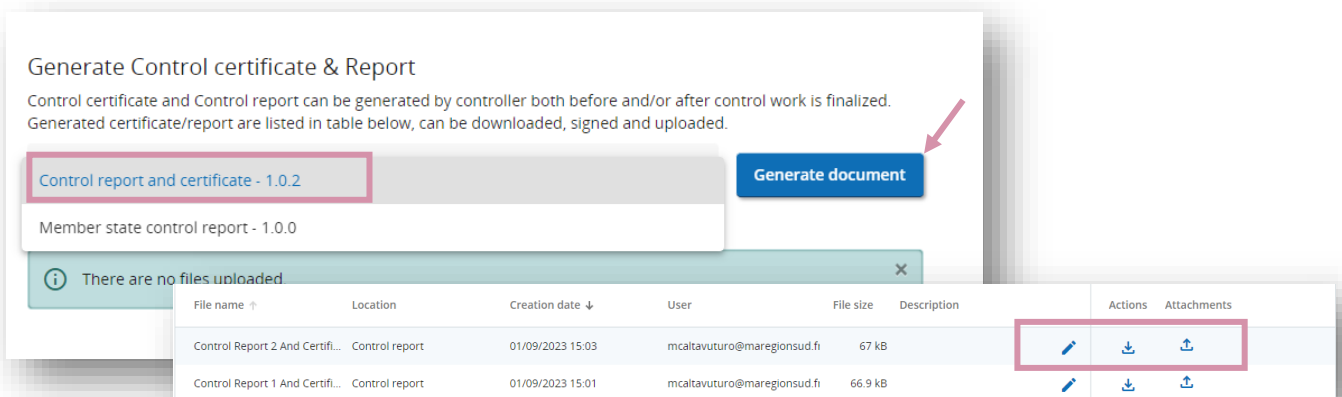 Generate Control certificate & Report
Control certificate and Control report can be generated by controller both before and/or after control work is finalized.
Generated certificate/report are listed in table below, can be downloaded, signed and uploaded.
Control report and certificate - 1.0.2
Generate document
Member state control report - 1.0.0
There are no files uploaded
File name Location Creation date User File size Description Actions Attachments
Control Report 2 And Certifi... Control report 01/09/2023 15:03 mcaltavuturo@maregionsud.fr 67 kB
Control Report 1 And Certifi... Control report 01/09/2023 15:01 mcaltavuturo@maregionsud.fr 66.9 kB